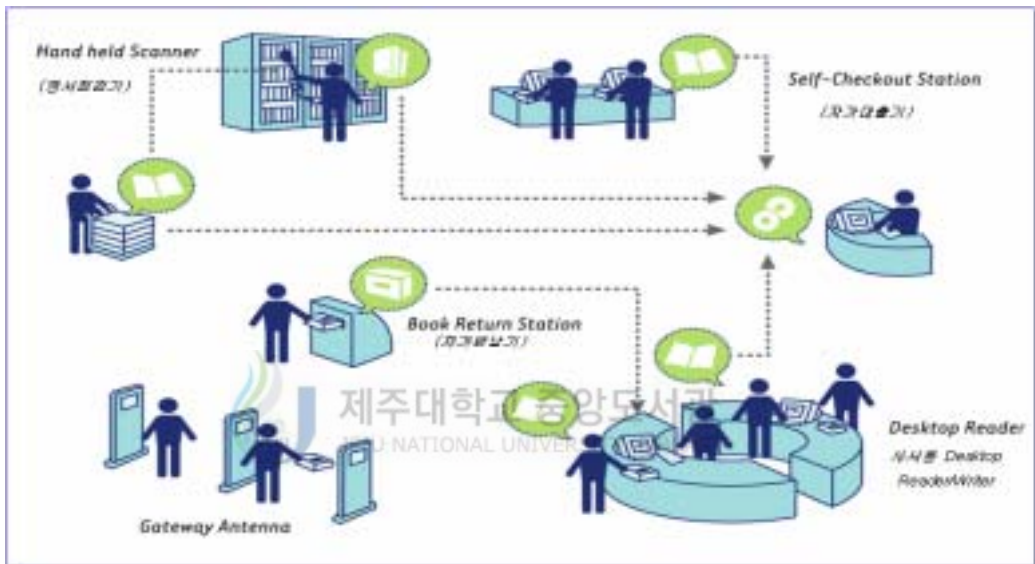 Hand held Scanner
(장서점검기)
Self-Checkout Station
(자가대출기)
Book Return Station
(자가반납기)
제주대학교 중앙도서관
JEJU NATIONAL UNIVERSITY
Desktop Reader
사서용 Desktop
Reader/Writer
Gateway Antenna